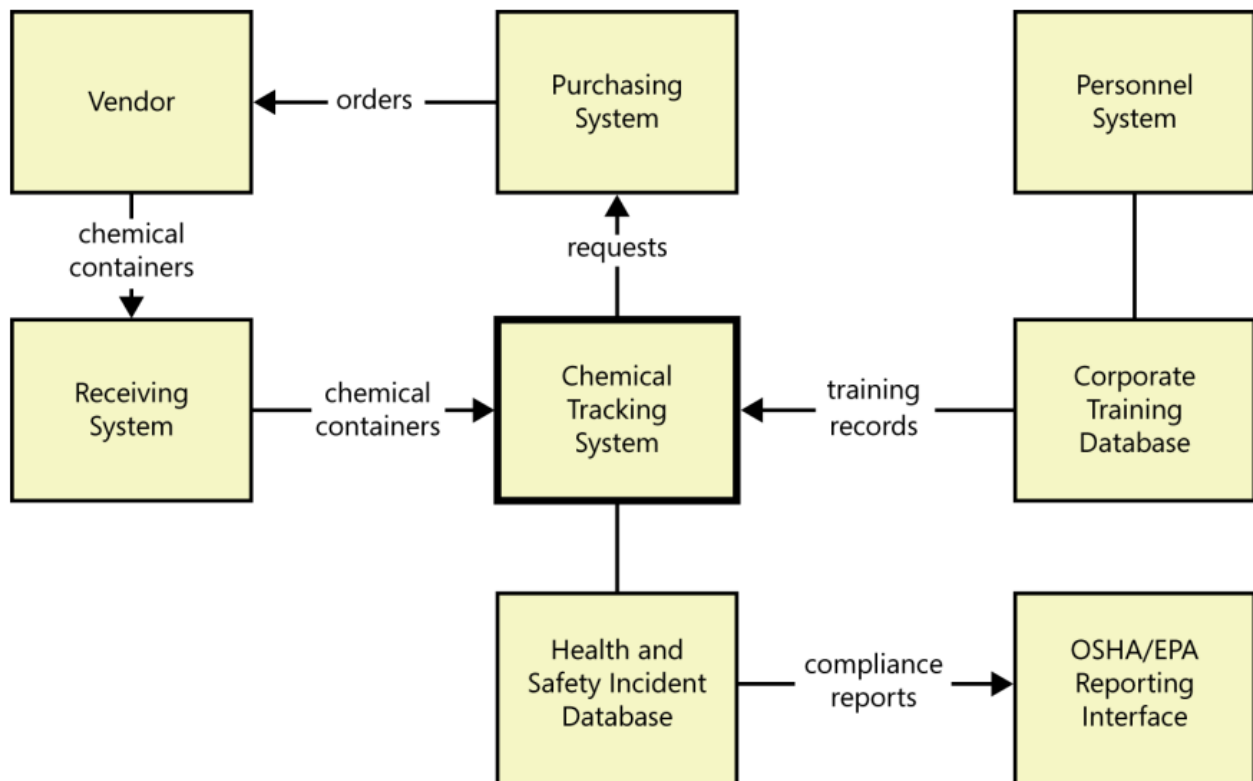 Vendor
orders
Purchasing
System
Personnel
System
chemical
containers
requests
Receiving
System
chemical
containers
Chemical
Tracking
System
training
records
Corporate
Training
Database
Health and
Safety Incident
Database
compliance
reports
OSHA/EPA
Reporting
Interface